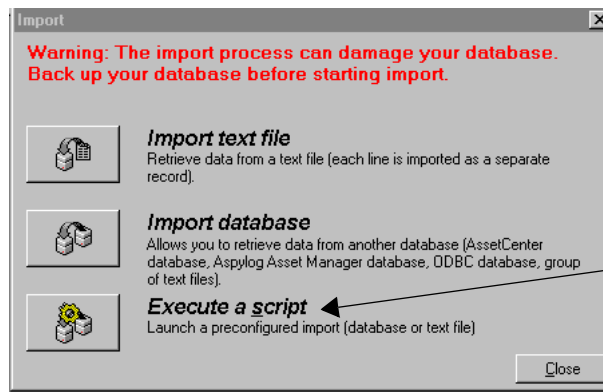 Import
Warning: The import process can damage your database.
Back up your database before starting import.
Import text file
Retrieve data from a text file (each line is imported as a separate
record).
Import database
Allows you to retrieve data from another database (AssetCenter
database, Aspylog Asset Manager database, ODBC database, group
of text files).
Execute a script
Launch a preconfigured import (database or text file)
Close